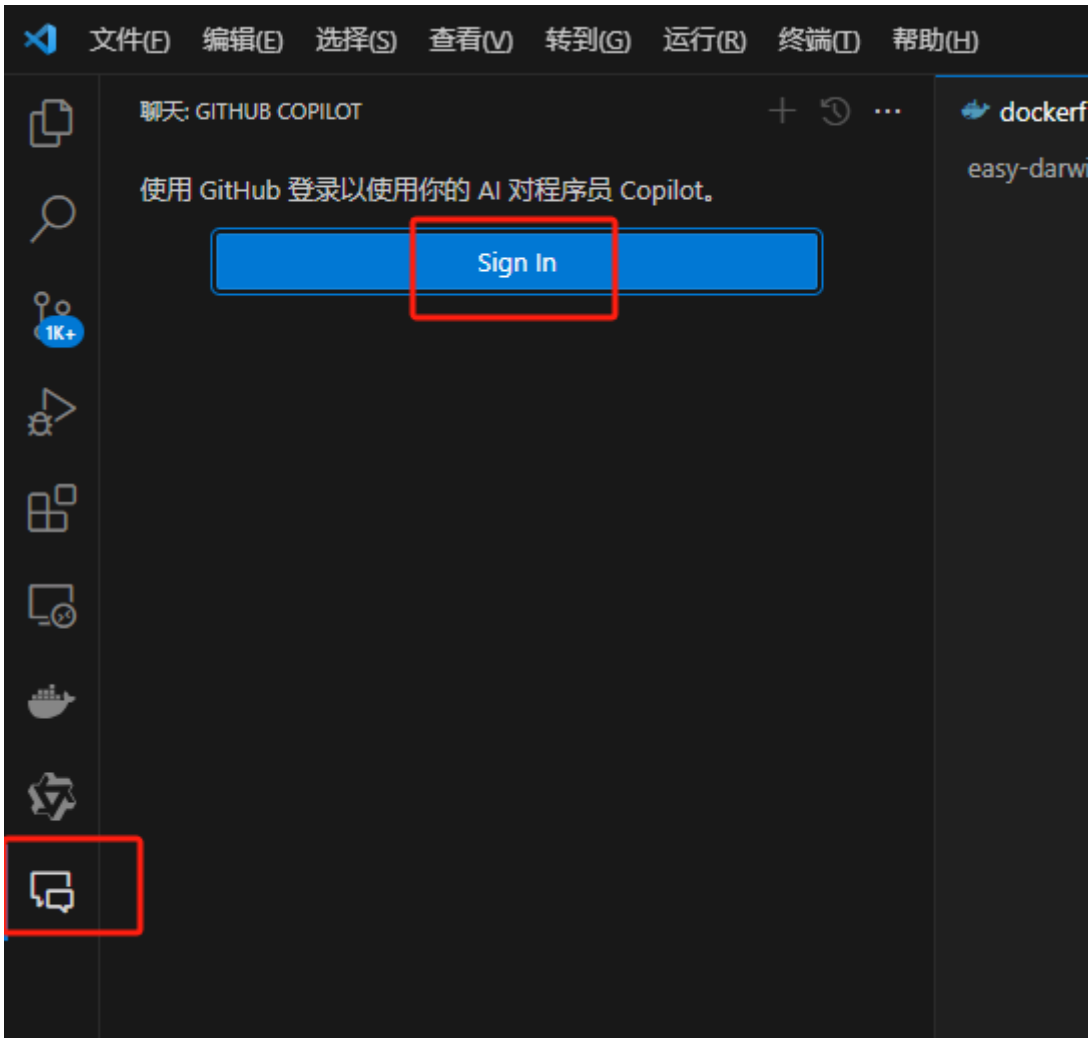 文件(F) 编辑(E) 选择(S) 查看(V) 转到(G) 运行(R) 终端(T) 帮助(H)
聊天: GITHUB COPILOT
dockerf
easy-darwi
使用 GitHub 登录以使用你的 AI 对程序员 Copilot。
Sign In
1K+